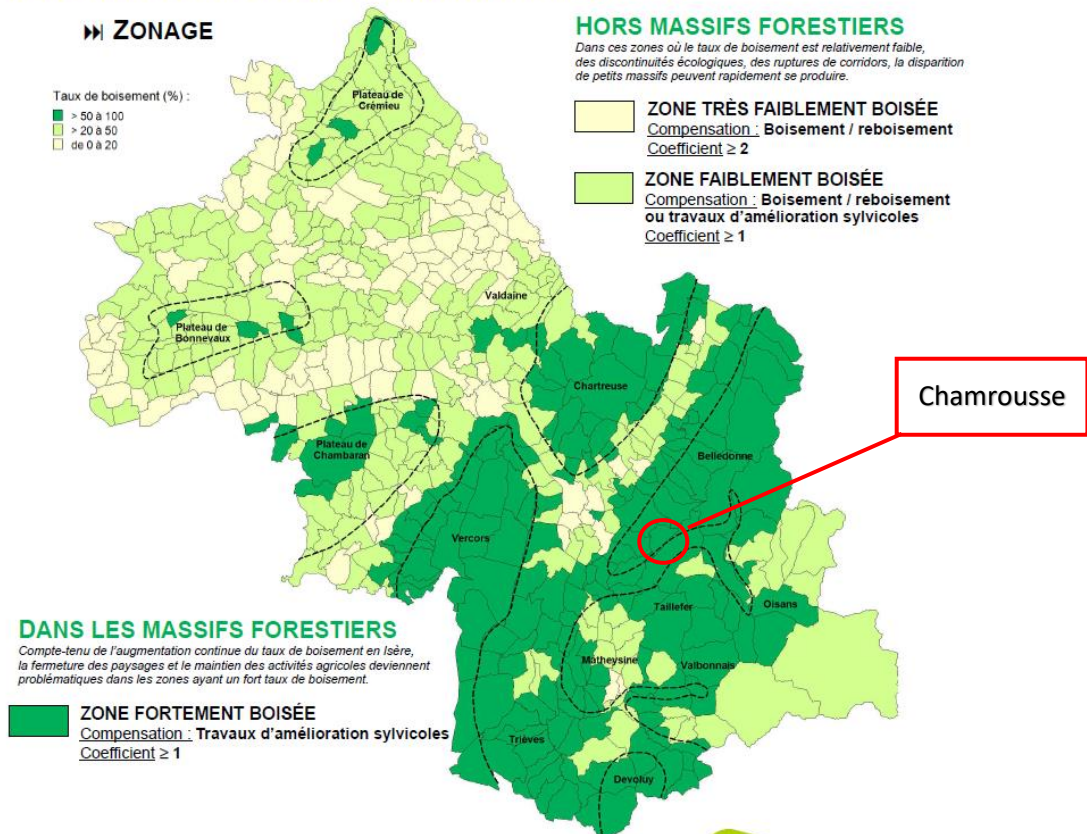 ZONAGE
Taux de boisement (%) :
> 50 à 100
> 20 à 50
de 0 à 20
HORS MASSIFS FORESTIERS
Dans ces zones où le taux de boisement est relativement faible,
des discontinuités écologiques, des ruptures de corridors, la disparition
de petits massifs peuvent rapidement se produire.
ZONE TRÈS FAIBLEMENT BOISÉE
Compensation : Boisement / reboisement
Coefficient ≥ 2
ZONE FAIBLEMENT BOISÉE
Compensation : Boisement / reboisement
ou travaux d'amélioration sylvicoles
Coefficient ≥ 1
Plateau de
Crémieu
Valdaine
Plateau de
Bonnevaux
Chartreuse
Chamrousse
Plateau de
Chambaran
Belledonne
Vercors
Taillefer
Oisans
Matheysine
Valbonnais
Trièves
Devoluy
DANS LES MASSIFS FORESTIERS
Compte-tenu de l'augmentation continue du taux de boisement en Isère,
la fermeture des paysages et le maintien des activités agricoles deviennent
problématiques dans les zones ayant un fort taux de boisement.
ZONE FORTEMENT BOISÉE
Compensation : Travaux d'amélioration sylvicoles
Coefficient ≥ 1